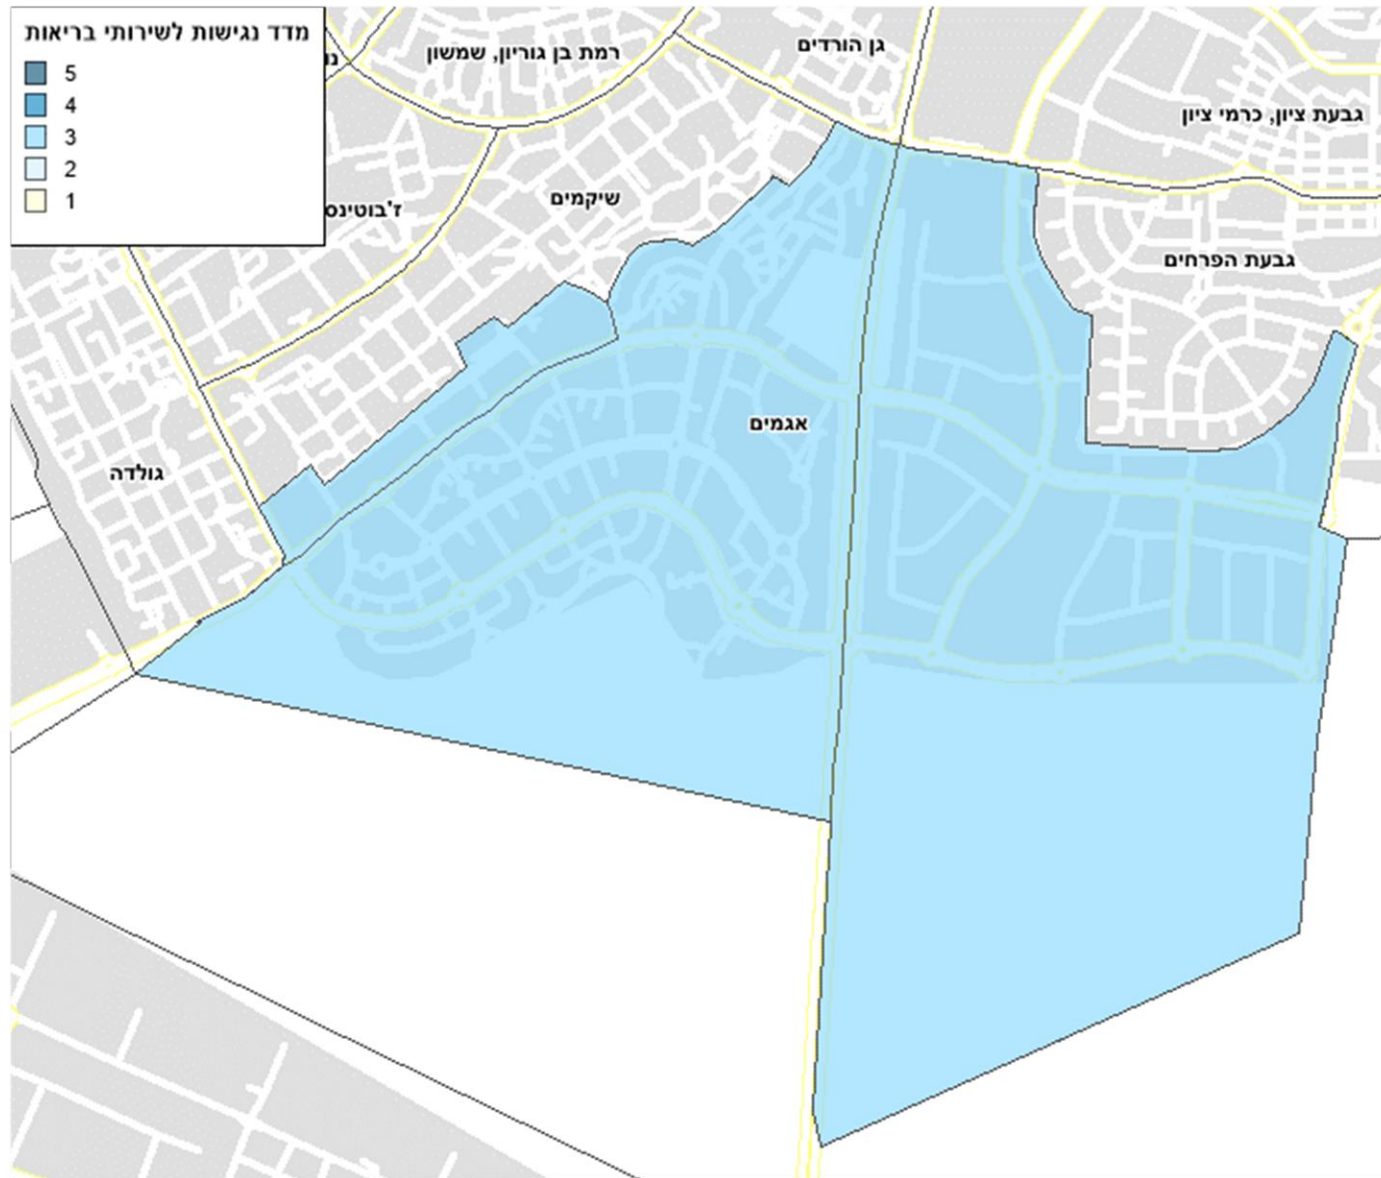 מדד נגישות לשירותי בריאות
5
4
3
2
1
רמת בן גוריון, שמשון
גן הורדים
גבעת ציון, כרמי ציון
שיקמים
ז'בוטינס
גבעת הפרחים
אגמים
גולדה